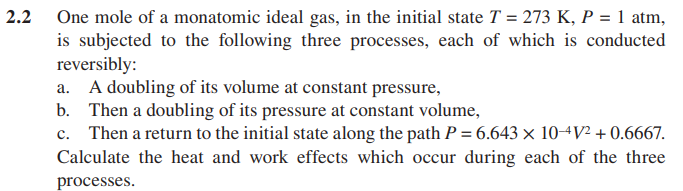 2.2 One mole of a monatomic ideal gas, in the initial state T = 273 K, P = 1 atm,
is subjected to the following three processes, each of which is conducted
reversibly:
a. A doubling of its volume at constant pressure,
b. Then a doubling of its pressure at constant volume,
c. Then a return to the initial state along the path P = 6.643 × 10⁻⁴V² + 0.6667.
Calculate the heat and work effects which occur during each of the three
processes.